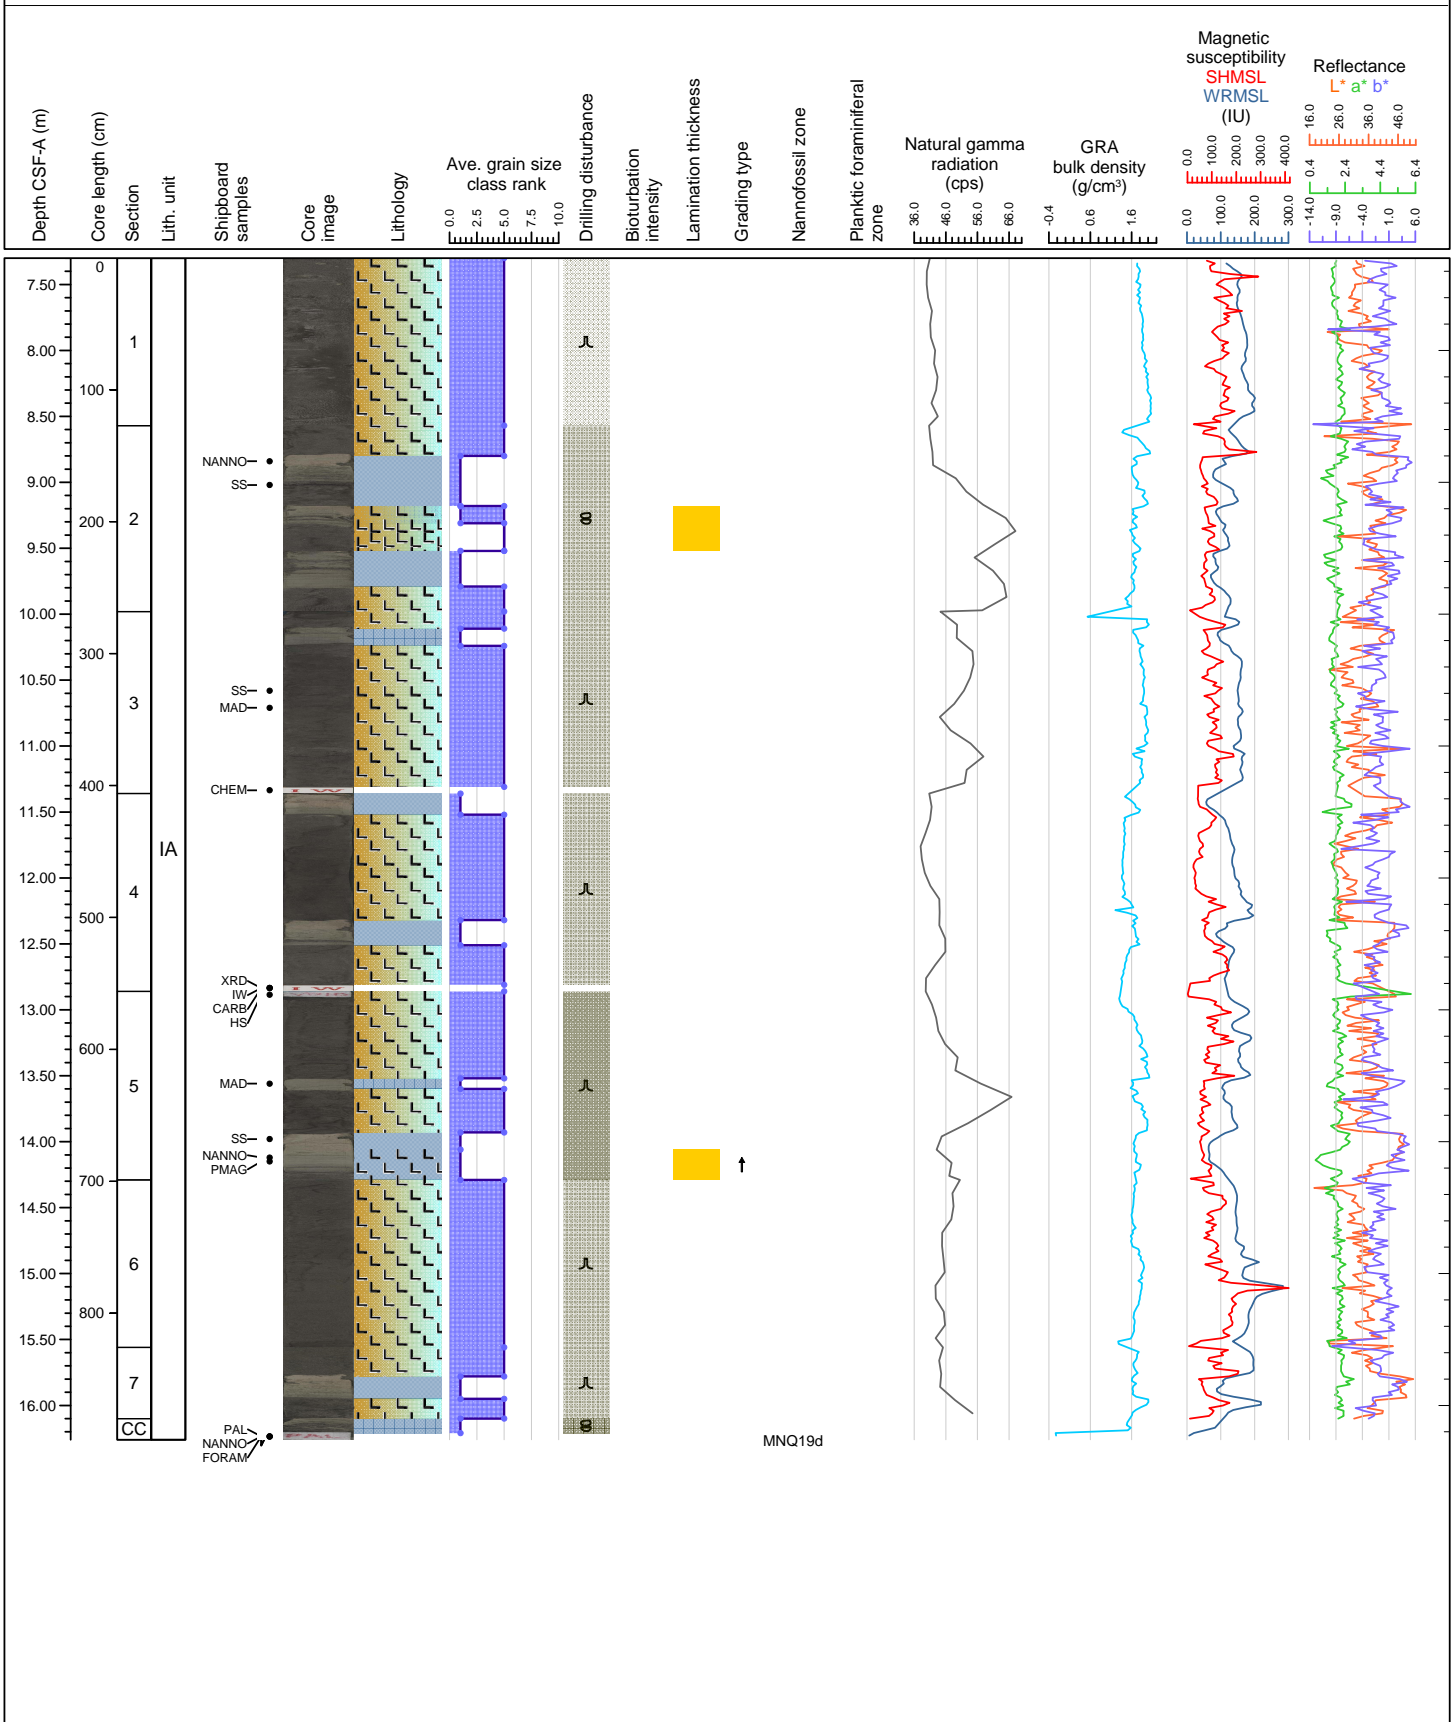 Depth CSF-A (m)
Core length (cm)
Section
Lith. unit
Shipboard
samples
Core
image
Lithology
Ave. grain size
class rank
0.0 2.5 5.0 7.5 10.0
Drilling disturbance
Bioturbation
intensity
Lamination thickness
Grading type
Nannofossil zone
Planktic foraminiferal
zone
Natural gamma
radiation
(cps)
36.0 46.0 56.0 66.0
GRA
bulk density
(g/cm³)
-0.4 0.6 1.6
Magnetic
susceptibility
SHMSL
WRMSL
(IU)
0.0 100.0 200.0 300.0 400.0
0.0 100.0 200.0 300.0
Reflectance
L* a* b*
16.0 26.0 36.0 46.0
0.4 2.4 4.4 6.4
-14.0 -9.0 -4.0 1.0 6.0
0
7.50
1
8.00
100
8.50
NANNO
SS
9.00
2
200
9.50
10.00
300
10.50
SS
3
MAD
11.00
400
CHEM
IW
11.50
IA
12.00
4
500
12.50
XRD
IW
IW
CARB
13.00
HS
600
13.50
MAD
5
14.00
SS
NANNO
PMAG
700
14.50
6
15.00
800
15.50
7
16.00
CC
PAL
PAL
NANNO
MNQ19d
FORAM